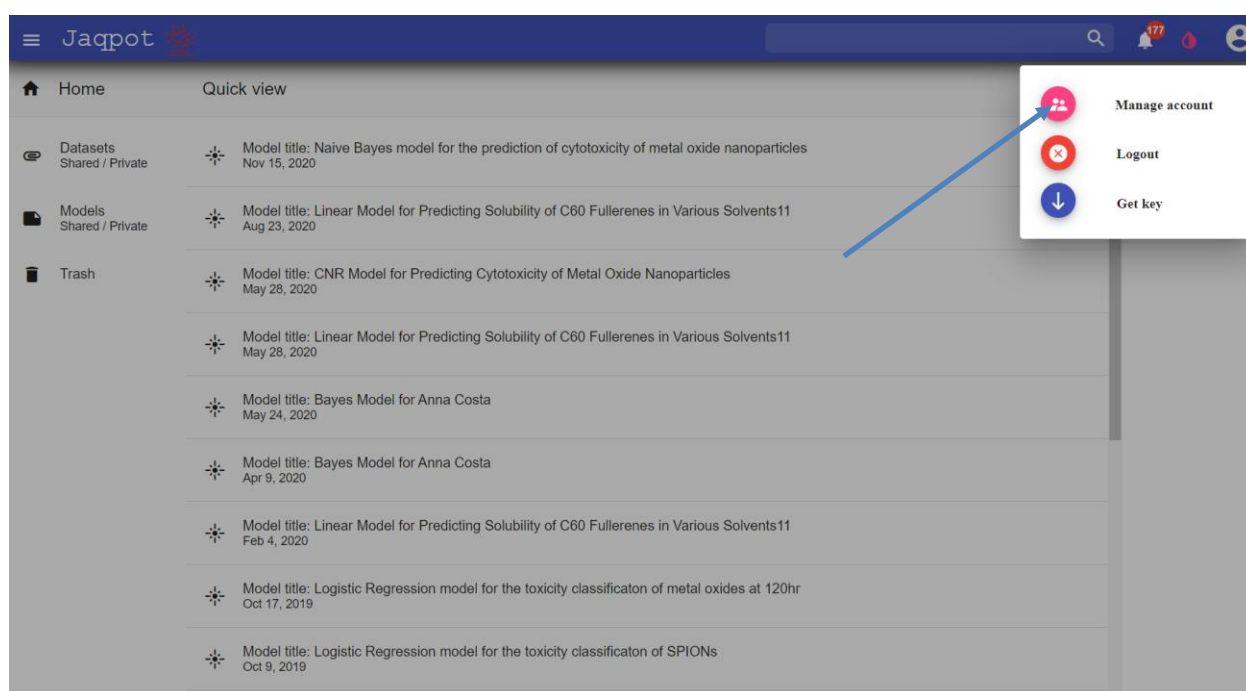 Jaqpot
177
Home
Quick view
Manage account
Logout
Get key
Datasets
Shared / Private
Models
Shared / Private
Trash
Model title: Naive Bayes model for the prediction of cytotoxicity of metal oxide nanoparticles
Nov 15, 2020
Model title: Linear Model for Predicting Solubility of C60 Fullerenes in Various Solvents11
Aug 23, 2020
Model title: CNR Model for Predicting Cytotoxicity of Metal Oxide Nanoparticles
May 28, 2020
Model title: Linear Model for Predicting Solubility of C60 Fullerenes in Various Solvents11
May 28, 2020
Model title: Bayes Model for Anna Costa
May 24, 2020
Model title: Bayes Model for Anna Costa
Apr 9, 2020
Model title: Linear Model for Predicting Solubility of C60 Fullerenes in Various Solvents11
Feb 4, 2020
Model title: Logistic Regression model for the toxicity classificaton of metal oxides at 120hr
Oct 17, 2019
Model title: Logistic Regression model for the toxicity classificaton of SPIONs
Oct 9, 2019